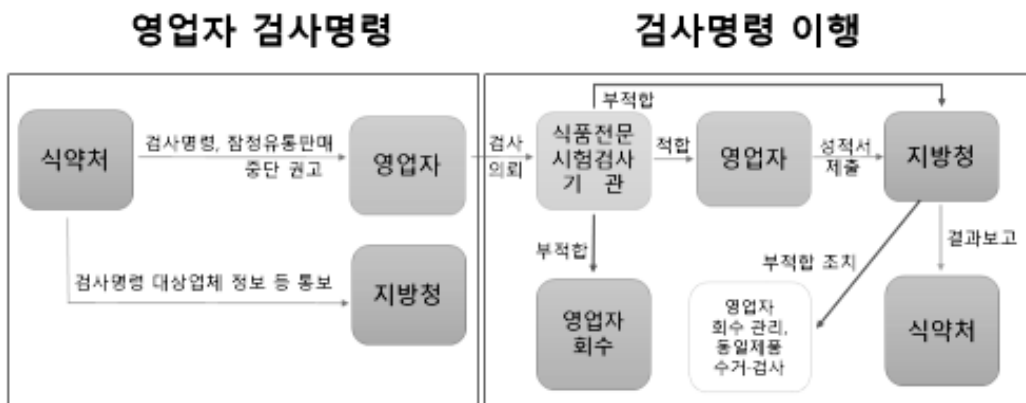 영업자 검사명령
검사명령 이행
식약처
검사명령, 잠정유통판매
중단 권고
영업자
검사명령 대상업체 정보 등 통보
지방청
검사
의뢰
부적합
식품전문
시험검사
기 관
적합
영업자
성적서
제출
지방청
부적합
영업자
회수
부적합 조치
영업자
회수 관리,
동일제품
수거·검사
결과보고
식약처